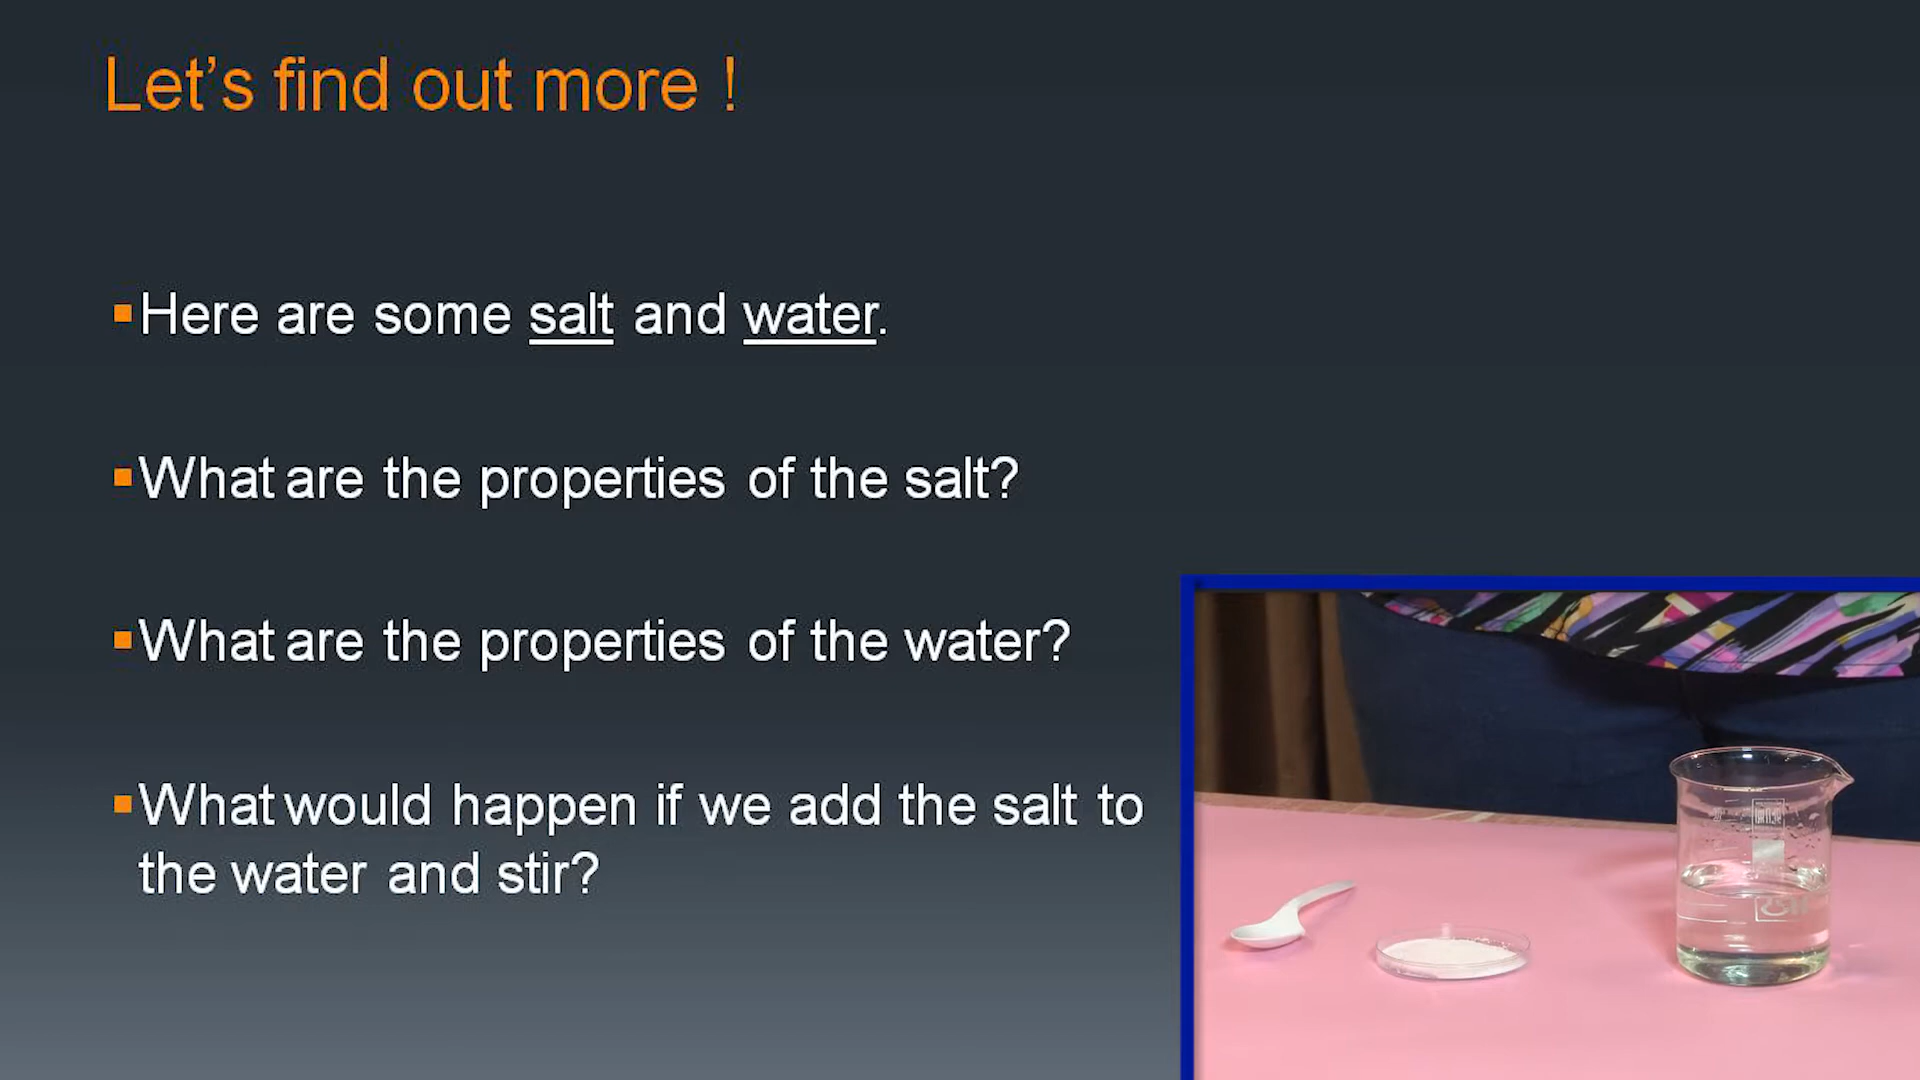 Let’s find out more !
Here are some salt and water.
What are the properties of the salt?
What are the properties of the water?
What would happen if we add the salt to
the water and stir?